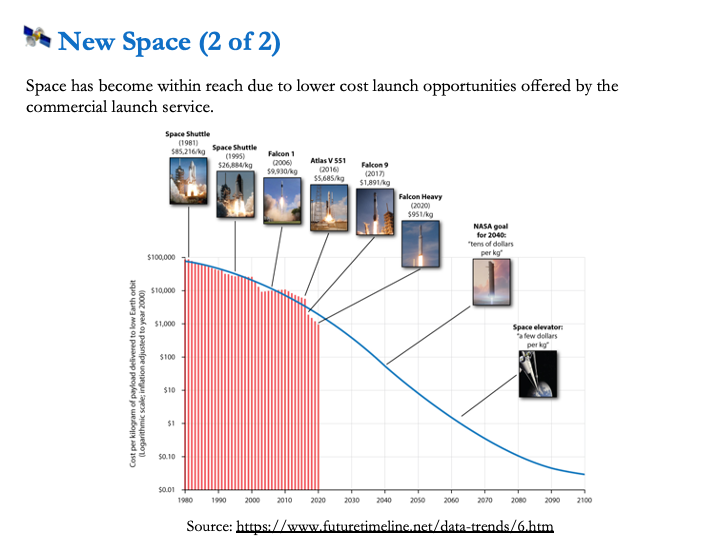 New Space (2 of 2)
Space has become within reach due to lower cost launch opportunities offered by the
commercial launch service.
Space Shuttle
(1981)
$85,216/kg
Space Shuttle
(1995)
$26,884/kg
Falcon 1
(2006)
$9,930/kg
Atlas V 551
(2016)
$5,685/kg
Falcon 9
(2017)
$1,891/kg
Falcon Heavy
(2020)
$951/kg
NASA goal
for 2040:
"tens of dollars
per kg"
Space elevator:
"a few dollars
per kg"
Cost per kilogram of payload delivered to low Earth orbit
(Logarithmic scale; inflation adjusted to year 2000)
$100,000
$10,000
$1,000
$100
$10
$1
$0.10
$0.01
1980 1990 2000 2010 2020 2030 2040 2050 2060 2070 2080 2090 2100
Source: https://www.futuretimeline.net/data-trends/6.htm